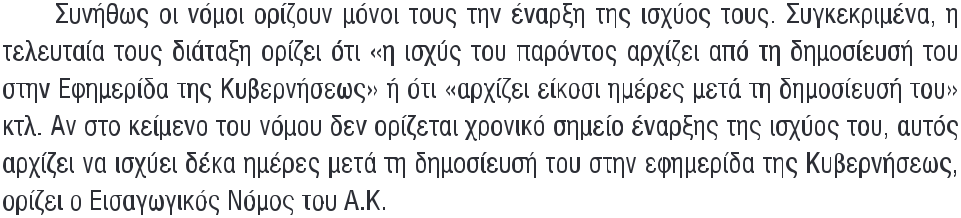 Συνήθως οι νόμοι ορίζουν μόνοι τους την έναρξη της ισχύος τους. Συγκεκριμένα, η
τελευταία τους διάταξη ορίζει ότι «η ισχύς του παρόντος αρχίζει από τη δημοσίευσή του
στην Εφημερίδα της Κυβερνήσεως» ή ότι «αρχίζει είκοσι ημέρες μετά τη δημοσίευσή του»
κτλ. Αν στο κείμενο του νόμου δεν ορίζεται χρονικό σημείο έναρξης της ισχύος του, αυτός
αρχίζει να ισχύει δέκα ημέρες μετά τη δημοσίευσή του στην εφημερίδα της Κυβερνήσεως,
ορίζει ο Εισαγωγικός Νόμος του Α.Κ.